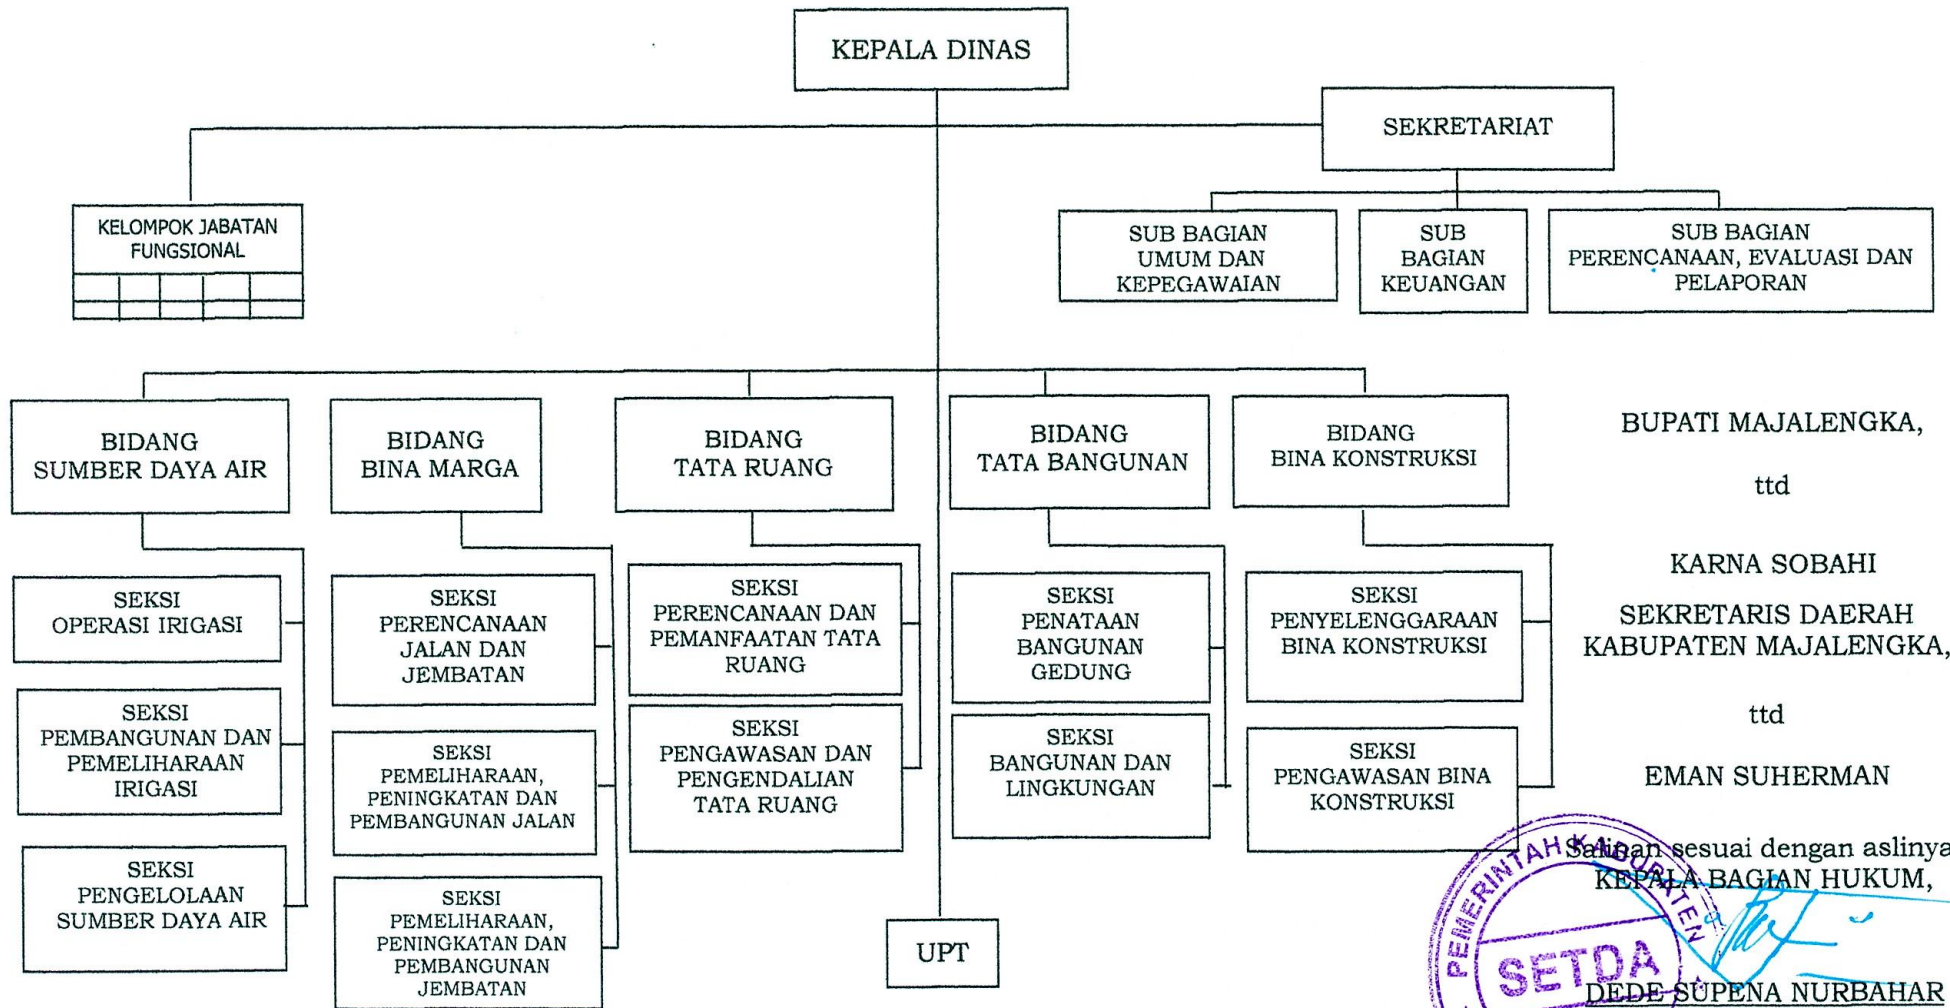 KEPALA DINAS
SEKRETARIAT
KELOMPOK JABATAN
FUNGSIONAL
SUB BAGIAN
UMUM DAN
KEPEGAWAIAN
SUB
BAGIAN
KEUANGAN
SUB BAGIAN
PERENCANAAN, EVALUASI DAN
PELAPORAN
BIDANG
SUMBER DAYA AIR
BIDANG
BINA MARGA
BIDANG
TATA RUANG
BIDANG
TATA BANGUNAN
BIDANG
BINA KONSTRUKSI
SEKSI
OPERASI IRIGASI
SEKSI
PEMBANGUNAN DAN
PEMELIHARAAN
IRIGASI
SEKSI
PENGELOLAAN
SUMBER DAYA AIR
SEKSI
PERENCANAAN
JALAN DAN
JEMBATAN
SEKSI
PEMELIHARAAN,
PENINGKATAN DAN
PEMBANGUNAN JALAN
SEKSI
PEMELIHARAAN,
PENINGKATAN DAN
PEMBANGUNAN
JEMBATAN
SEKSI
PERENCANAAN DAN
PEMANFAATAN TATA
RUANG
SEKSI
PENGAWASAN DAN
PENGENDALIAN
TATA RUANG
SEKSI
PENATAAN
BANGUNAN
GEDUNG
SEKSI
BANGUNAN DAN
LINGKUNGAN
SEKSI
PENYELENGGARAAN
BINA KONSTRUKSI
SEKSI
PENGAWASAN BINA
KONSTRUKSI
UPT
BUPATI MAJALENGKA,
ttd
KARNA SOBAHI
SEKRETARIS DAERAH
KABUPATEN MAJALENGKA,
ttd
EMAN SUHERMAN
Salinan sesuai dengan aslinya
KEPALA BAGIAN HUKUM,
DEDE SUPENA NURBAHAR
PEMERINTAH KABUPATEN
SETDA